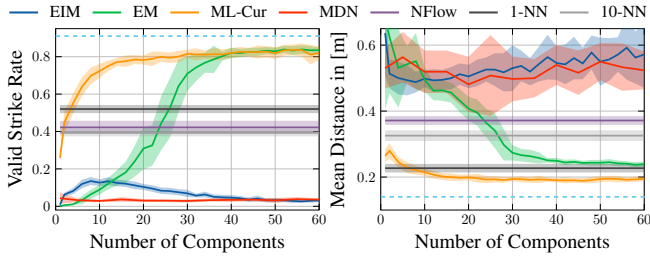 EIM EM ML-Cur MDN NFlow 1-NN 10-NN
Valid Strike Rate
0.8
0.6
0.4
0.2
0
0 10 20 30 40 50 60
Number of Components
Mean Distance in [m]
0.6
0.4
0.2
0 10 20 30 40 50 60
Number of Components